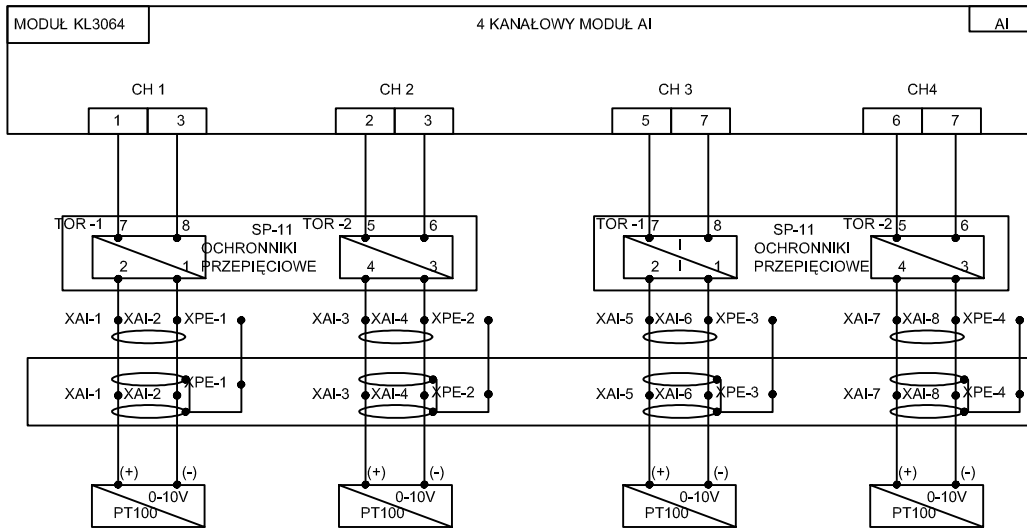 MODUŁ KL3064 4 KANAŁOWY MODUŁ AI AI
CH 1 CH 2 CH 3 CH4
1 3 2 3 5 7 6 7
TOR -1 7 8 SP-11 TOR -2 5 6 TOR -1 7 8 SP-11 TOR -2 5 6
OCHRONNIKI I OCHRONNIKI
2 1 PRZEPIĘCIOWE 4 3 2 I 1 PRZEPIĘCIOWE 4 3
XAI-1 XAI-2 XPE-1 XAI-3 XAI-4 XPE-2 XAI-5 XAI-6 XPE-3 XAI-7 XAI-8 XPE-4
XAI-1 XAI-2 XPE-1 XAI-3 XAI-4 XPE-2 XAI-5 XAI-6 XPE-3 XAI-7 XAI-8 XPE-4
(+) (-) (+) (-) (+) (-) (+) (-)
0-10V 0-10V 0-10V 0-10V
PT100 PT100 PT100 PT100